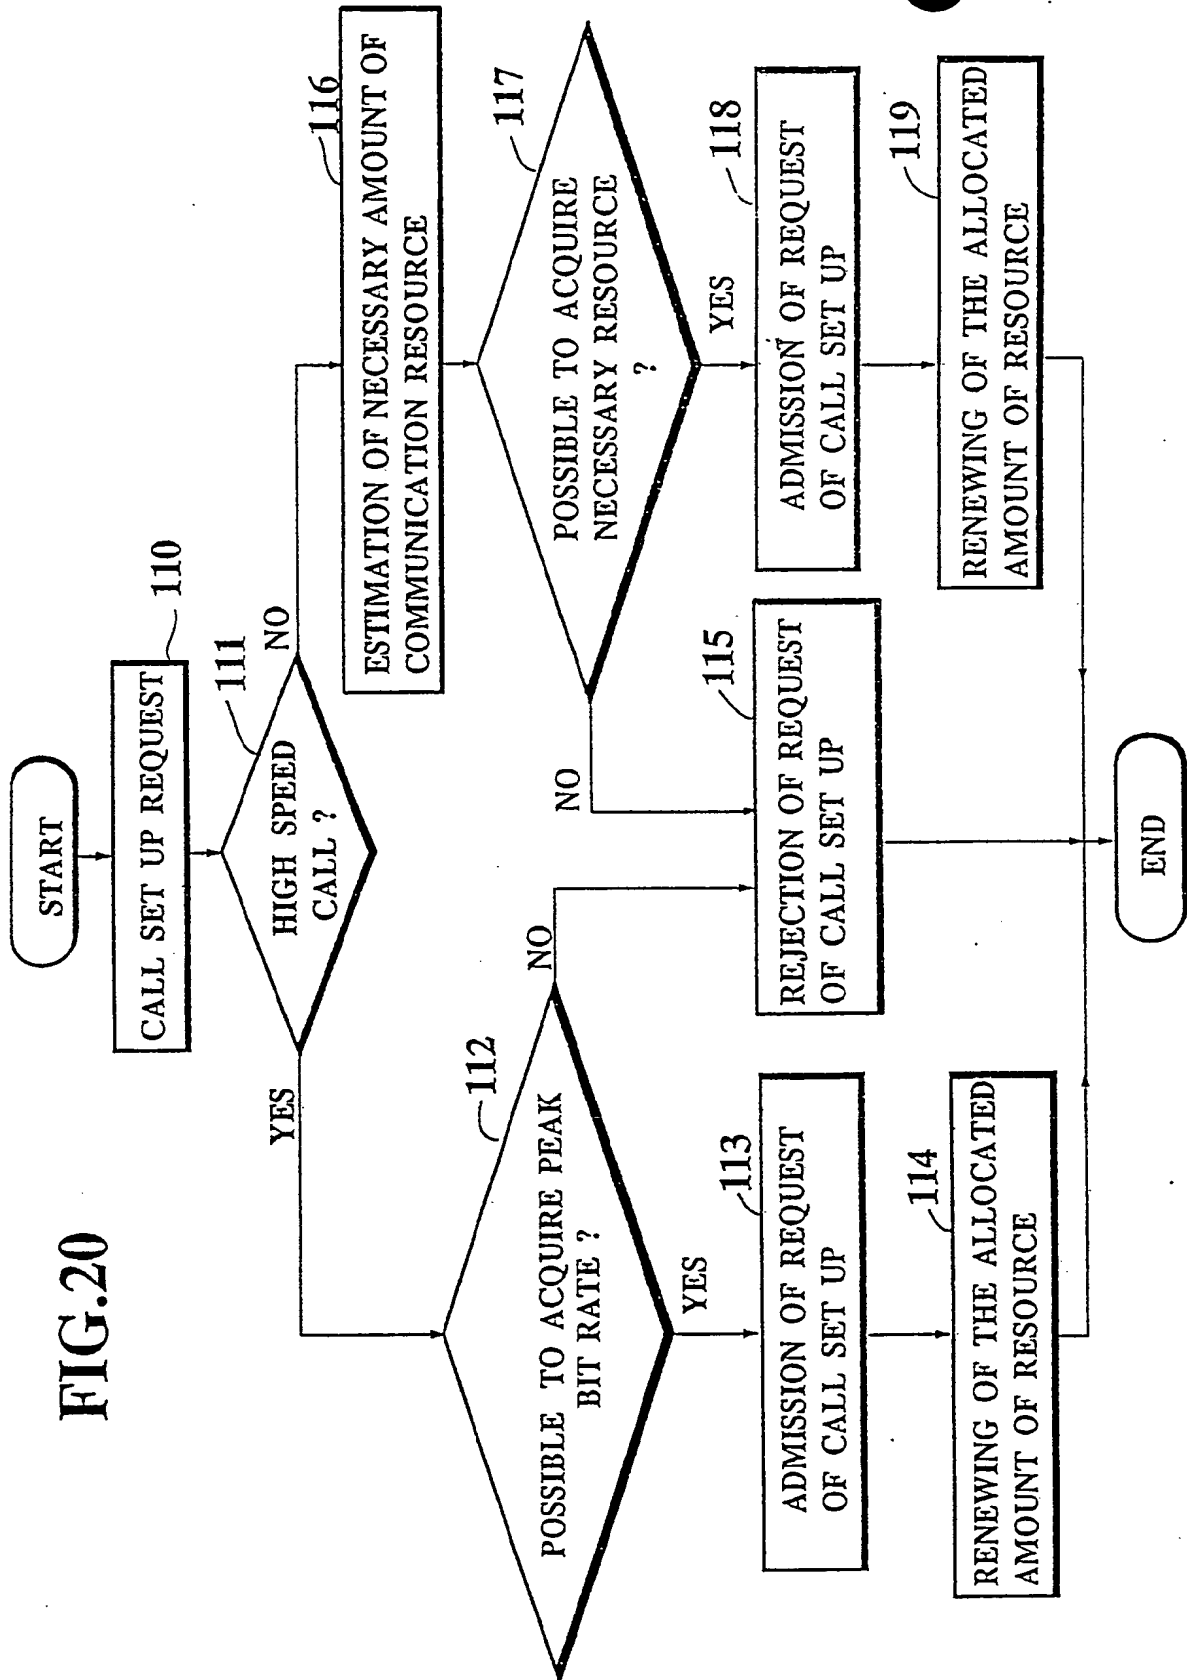 FIG.20
START
CALL SET UP REQUEST
110
HIGH SPEED
CALL ?
111
YES
NO
POSSIBLE TO ACQUIRE PEAK
BIT RATE ?
112
NO
YES
ADMISSION OF REQUEST
OF CALL SET UP
113
RENEWING OF THE ALLOCATED
AMOUNT OF RESOURCE
114
REJECTION OF REQUEST
OF CALL SET UP
115
ESTIMATION OF NECESSARY AMOUNT OF
COMMUNICATION RESOURCE
116
POSSIBLE TO ACQUIRE
NECESSARY RESOURCE
?
117
NO
YES
ADMISSION OF REQUEST
OF CALL SET UP
118
RENEWING OF THE ALLOCATED
AMOUNT OF RESOURCE
119
END